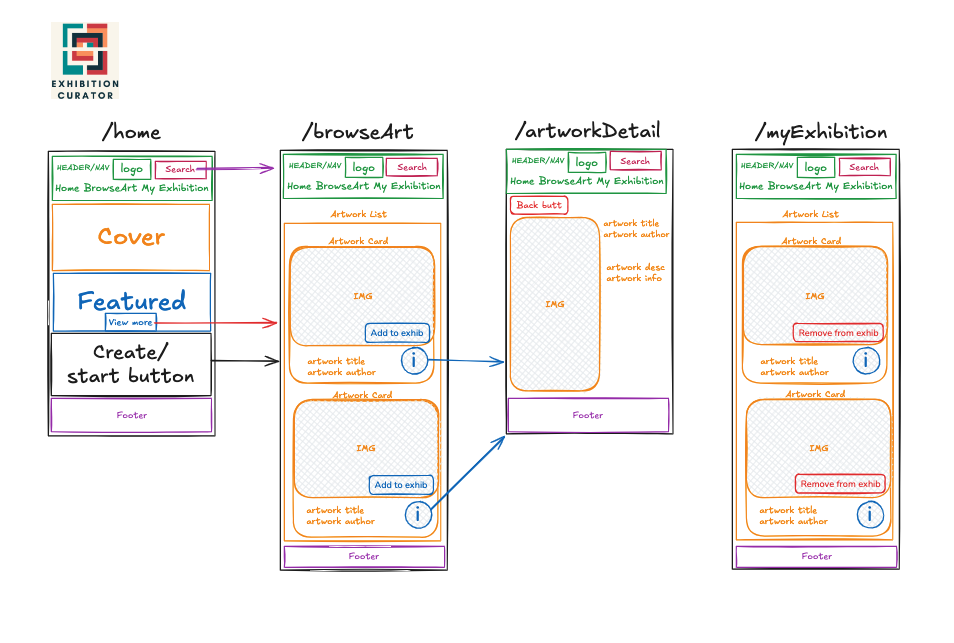 EXHIBITION
CURATOR
/home
HEADER/NAV
logo
Search
Home BrowseArt My Exhibition
Cover
Featured
View more
Create/
start button
Footer
/browseArt
HEADER/NAV
logo
Search
Home BrowseArt My Exhibition
Artwork List
Artwork Card
IMG
Add to exhib
artwork title
artwork author
i
Artwork Card
IMG
Add to exhib
artwork title
artwork author
i
Footer
/artworkDetail
HEADER/NAV
logo
Search
Home BrowseArt My Exhibition
Back butt
artwork title
artwork author
artwork desc
artwork info
IMG
Footer
/myExhibition
HEADER/NAV
logo
Search
Home BrowseArt My Exhibition
Artwork List
Artwork Card
IMG
Remove from exhib
artwork title
artwork author
i
Artwork Card
IMG
Remove from exhib
artwork title
artwork author
i
Footer